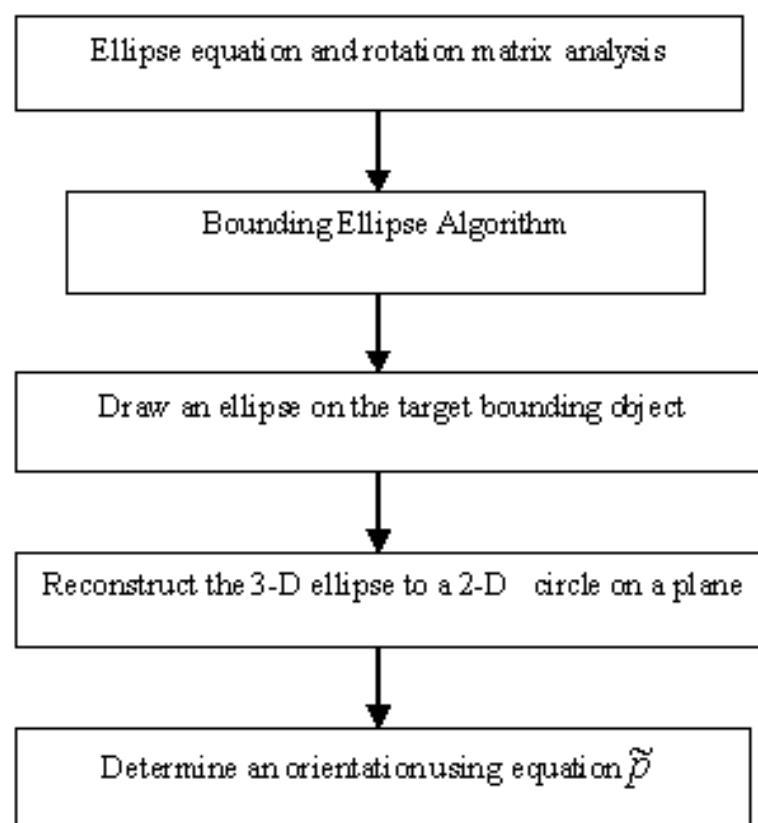 Ellipse equation and rotation matrix analysis
Bounding Ellipse Algorithm
Draw an ellipse on the target bounding object
Reconstruct the 3-D ellipse to a 2-D circle on a plane
Determine an orientation using equation p̃